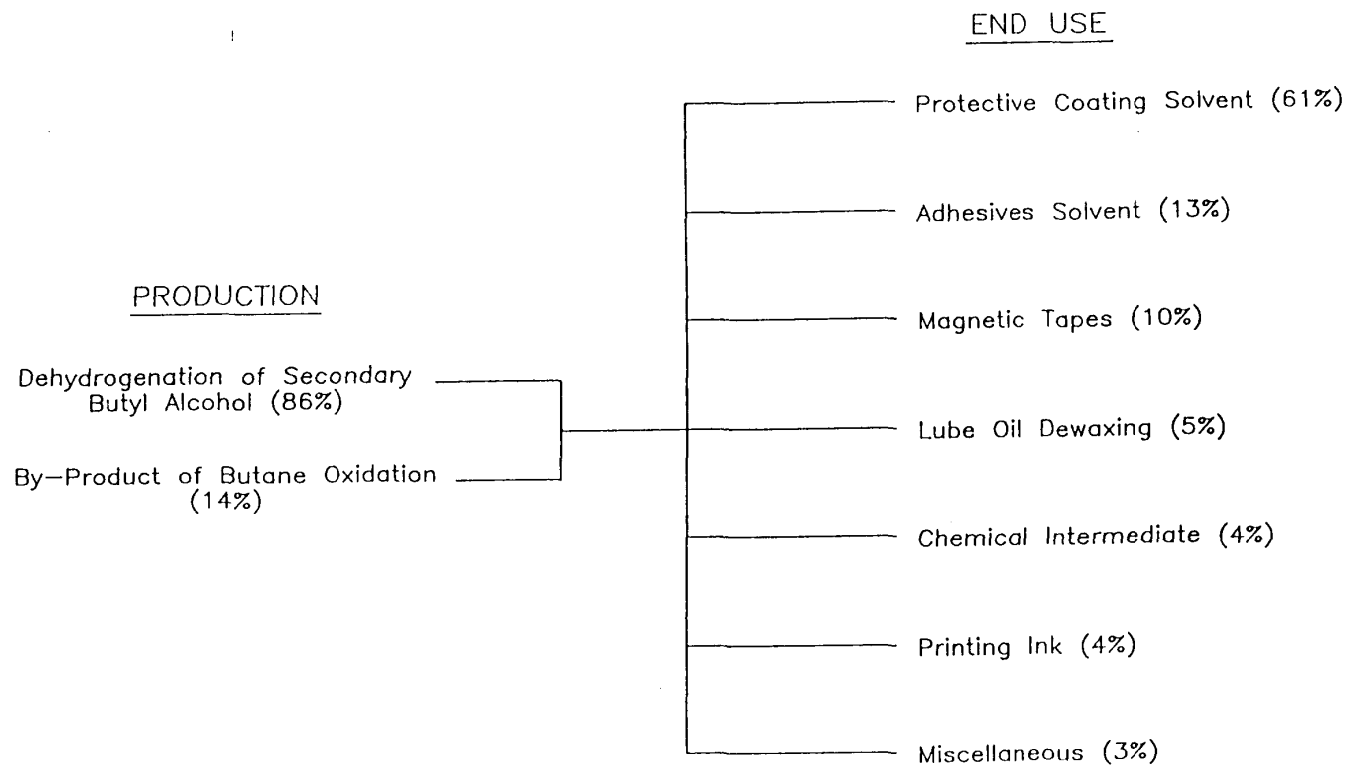 END USE
Protective Coating Solvent (61%)
Adhesives Solvent (13%)
PRODUCTION
Magnetic Tapes (10%)
Dehydrogenation of Secondary
Butyl Alcohol (86%)
Lube Oil Dewaxing (5%)
By-Product of Butane Oxidation
(14%)
Chemical Intermediate (4%)
Printing Ink (4%)
Miscellaneous (3%)